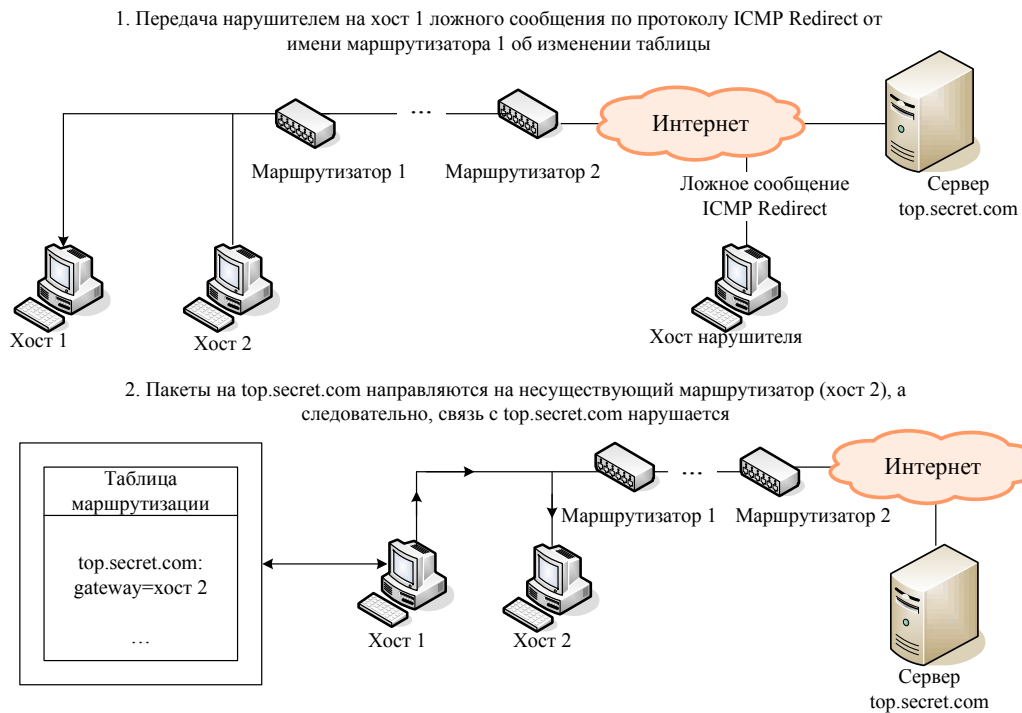 1. Передача нарушителем на хост 1 ложного сообщения по протоколу ICMP Redirect от
имени маршрутизатора 1 об изменении таблицы
...
Интернет
Маршрутизатор 1
Маршрутизатор 2
Ложное сообщение
ICMP Redirect
Сервер
top.secret.com
Хост 1
Хост 2
Хост нарушителя
2. Пакеты на top.secret.com направляются на несуществующий маршрутизатор (хост 2), а
следовательно, связь с top.secret.com нарушается
Таблица
маршрутизации
top.secret.com:
gateway=хост 2
...
...
Интернет
Маршрутизатор 1
Маршрутизатор 2
Хост 1
Хост 2
Сервер
top.secret.com